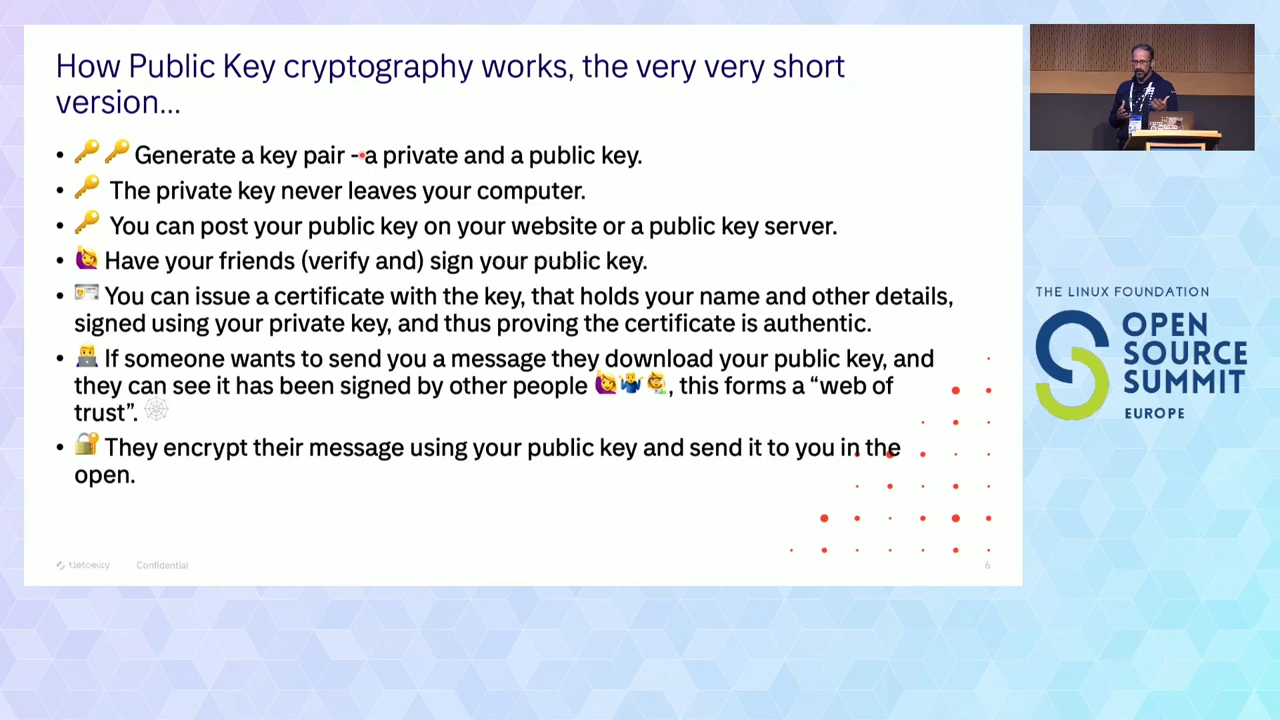 How Public Key cryptography works, the very very short
version...
• 🔑 🔑 Generate a key pair - a private and a public key.
• 🔑 The private key never leaves your computer.
• 🔑 You can post your public key on your website or a public key server.
• 🙋 Have your friends (verify and) sign your public key.
• 🪪 You can issue a certificate with the key, that holds your name and other details,
signed using your private key, and thus proving the certificate is authentic.
• 👨‍💻 If someone wants to send you a message they download your public key, and
they can see it has been signed by other people 🙋🤷‍♂️👩‍🎨, this forms a “web of
trust”. 🕸
• 🔐 They encrypt their message using your public key and send it to you in the
open.
tietoevry Confidential 6
THE LINUX FOUNDATION
OPEN
SOURCE
SUMMIT
EUROPE